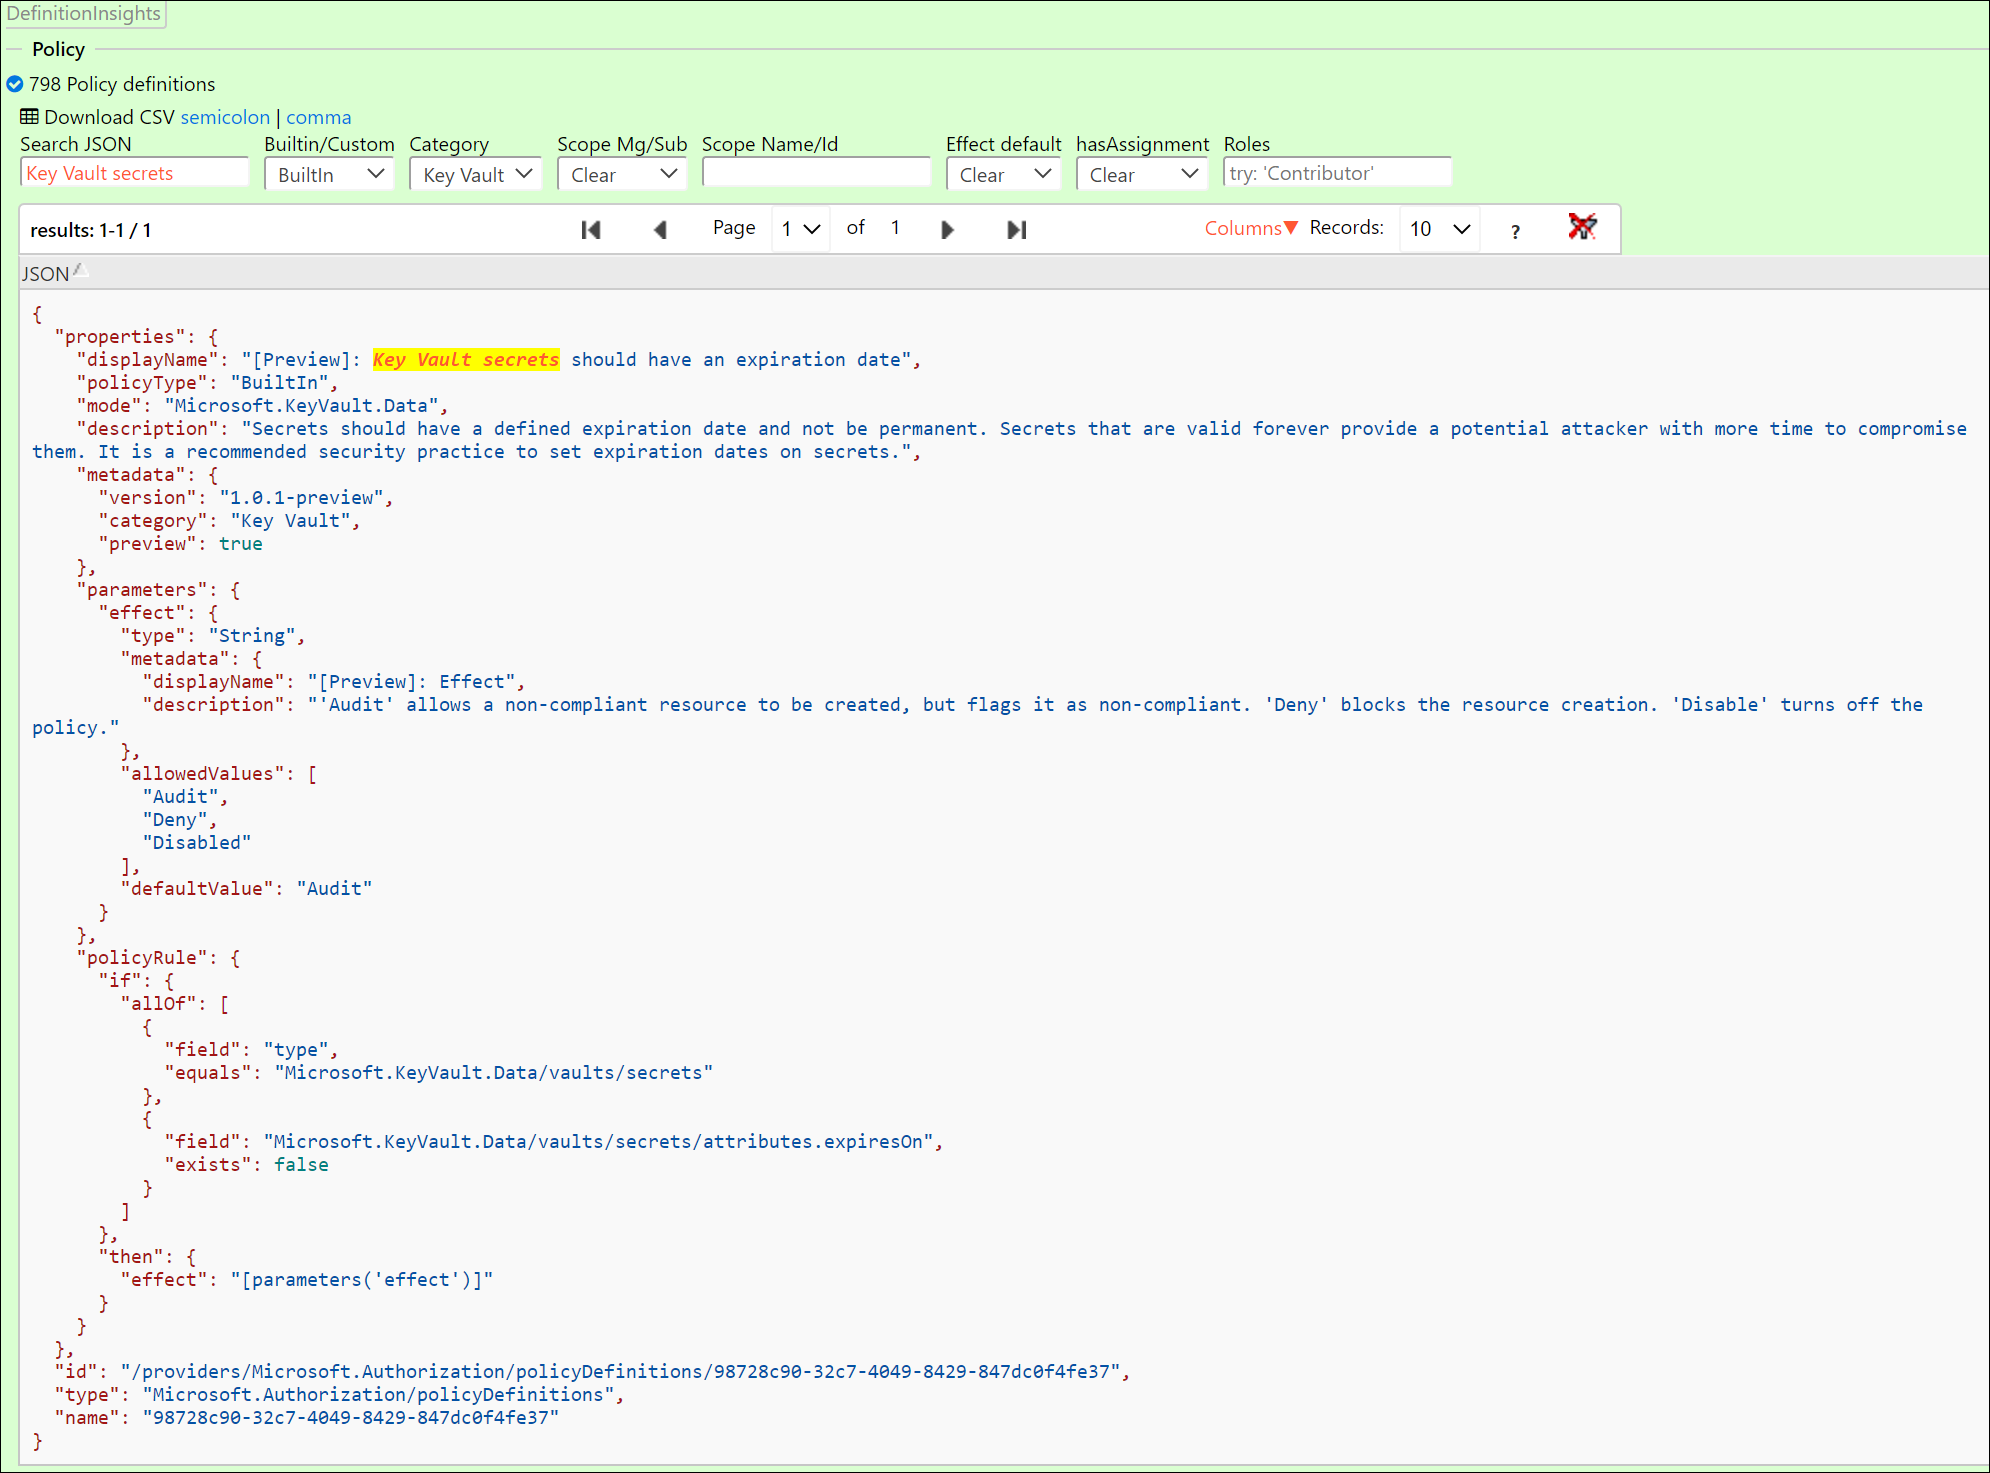 DefinitionInsights
Policy
798 Policy definitions
Download CSV semicolon | comma
Search JSON Builtin/Custom Category Scope Mg/Sub Scope Name/Id Effect default hasAssignment Roles
Key Vault secrets BuiltIn Key Vault Clear Clear Clear try: 'Contributor'
results: 1-1 / 1 Page 1 of 1 Columns▼ Records: 10 ?
JSON
{
  "properties": {
    "displayName": "[Preview]: Key Vault secrets should have an expiration date",
    "policyType": "BuiltIn",
    "mode": "Microsoft.KeyVault.Data",
    "description": "Secrets should have a defined expiration date and not be permanent. Secrets that are valid forever provide a potential attacker with more time to compromise
them. It is a recommended security practice to set expiration dates on secrets.",
    "metadata": {
      "version": "1.0.1-preview",
      "category": "Key Vault",
      "preview": true
    },
    "parameters": {
      "effect": {
        "type": "String",
        "metadata": {
          "displayName": "[Preview]: Effect",
          "description": "'Audit' allows a non-compliant resource to be created, but flags it as non-compliant. 'Deny' blocks the resource creation. 'Disable' turns off the
policy."
        },
        "allowedValues": [
          "Audit",
          "Deny",
          "Disabled"
        ],
        "defaultValue": "Audit"
      }
    },
    "policyRule": {
      "if": {
        "allOf": [
          {
            "field": "type",
            "equals": "Microsoft.KeyVault.Data/vaults/secrets"
          },
          {
            "field": "Microsoft.KeyVault.Data/vaults/secrets/attributes.expiresOn",
            "exists": false
          }
        ]
      },
      "then": {
        "effect": "[parameters('effect')]"
      }
    }
  },
  "id": "/providers/Microsoft.Authorization/policyDefinitions/98728c90-32c7-4049-8429-847dc0f4fe37",
  "type": "Microsoft.Authorization/policyDefinitions",
  "name": "98728c90-32c7-4049-8429-847dc0f4fe37"
}